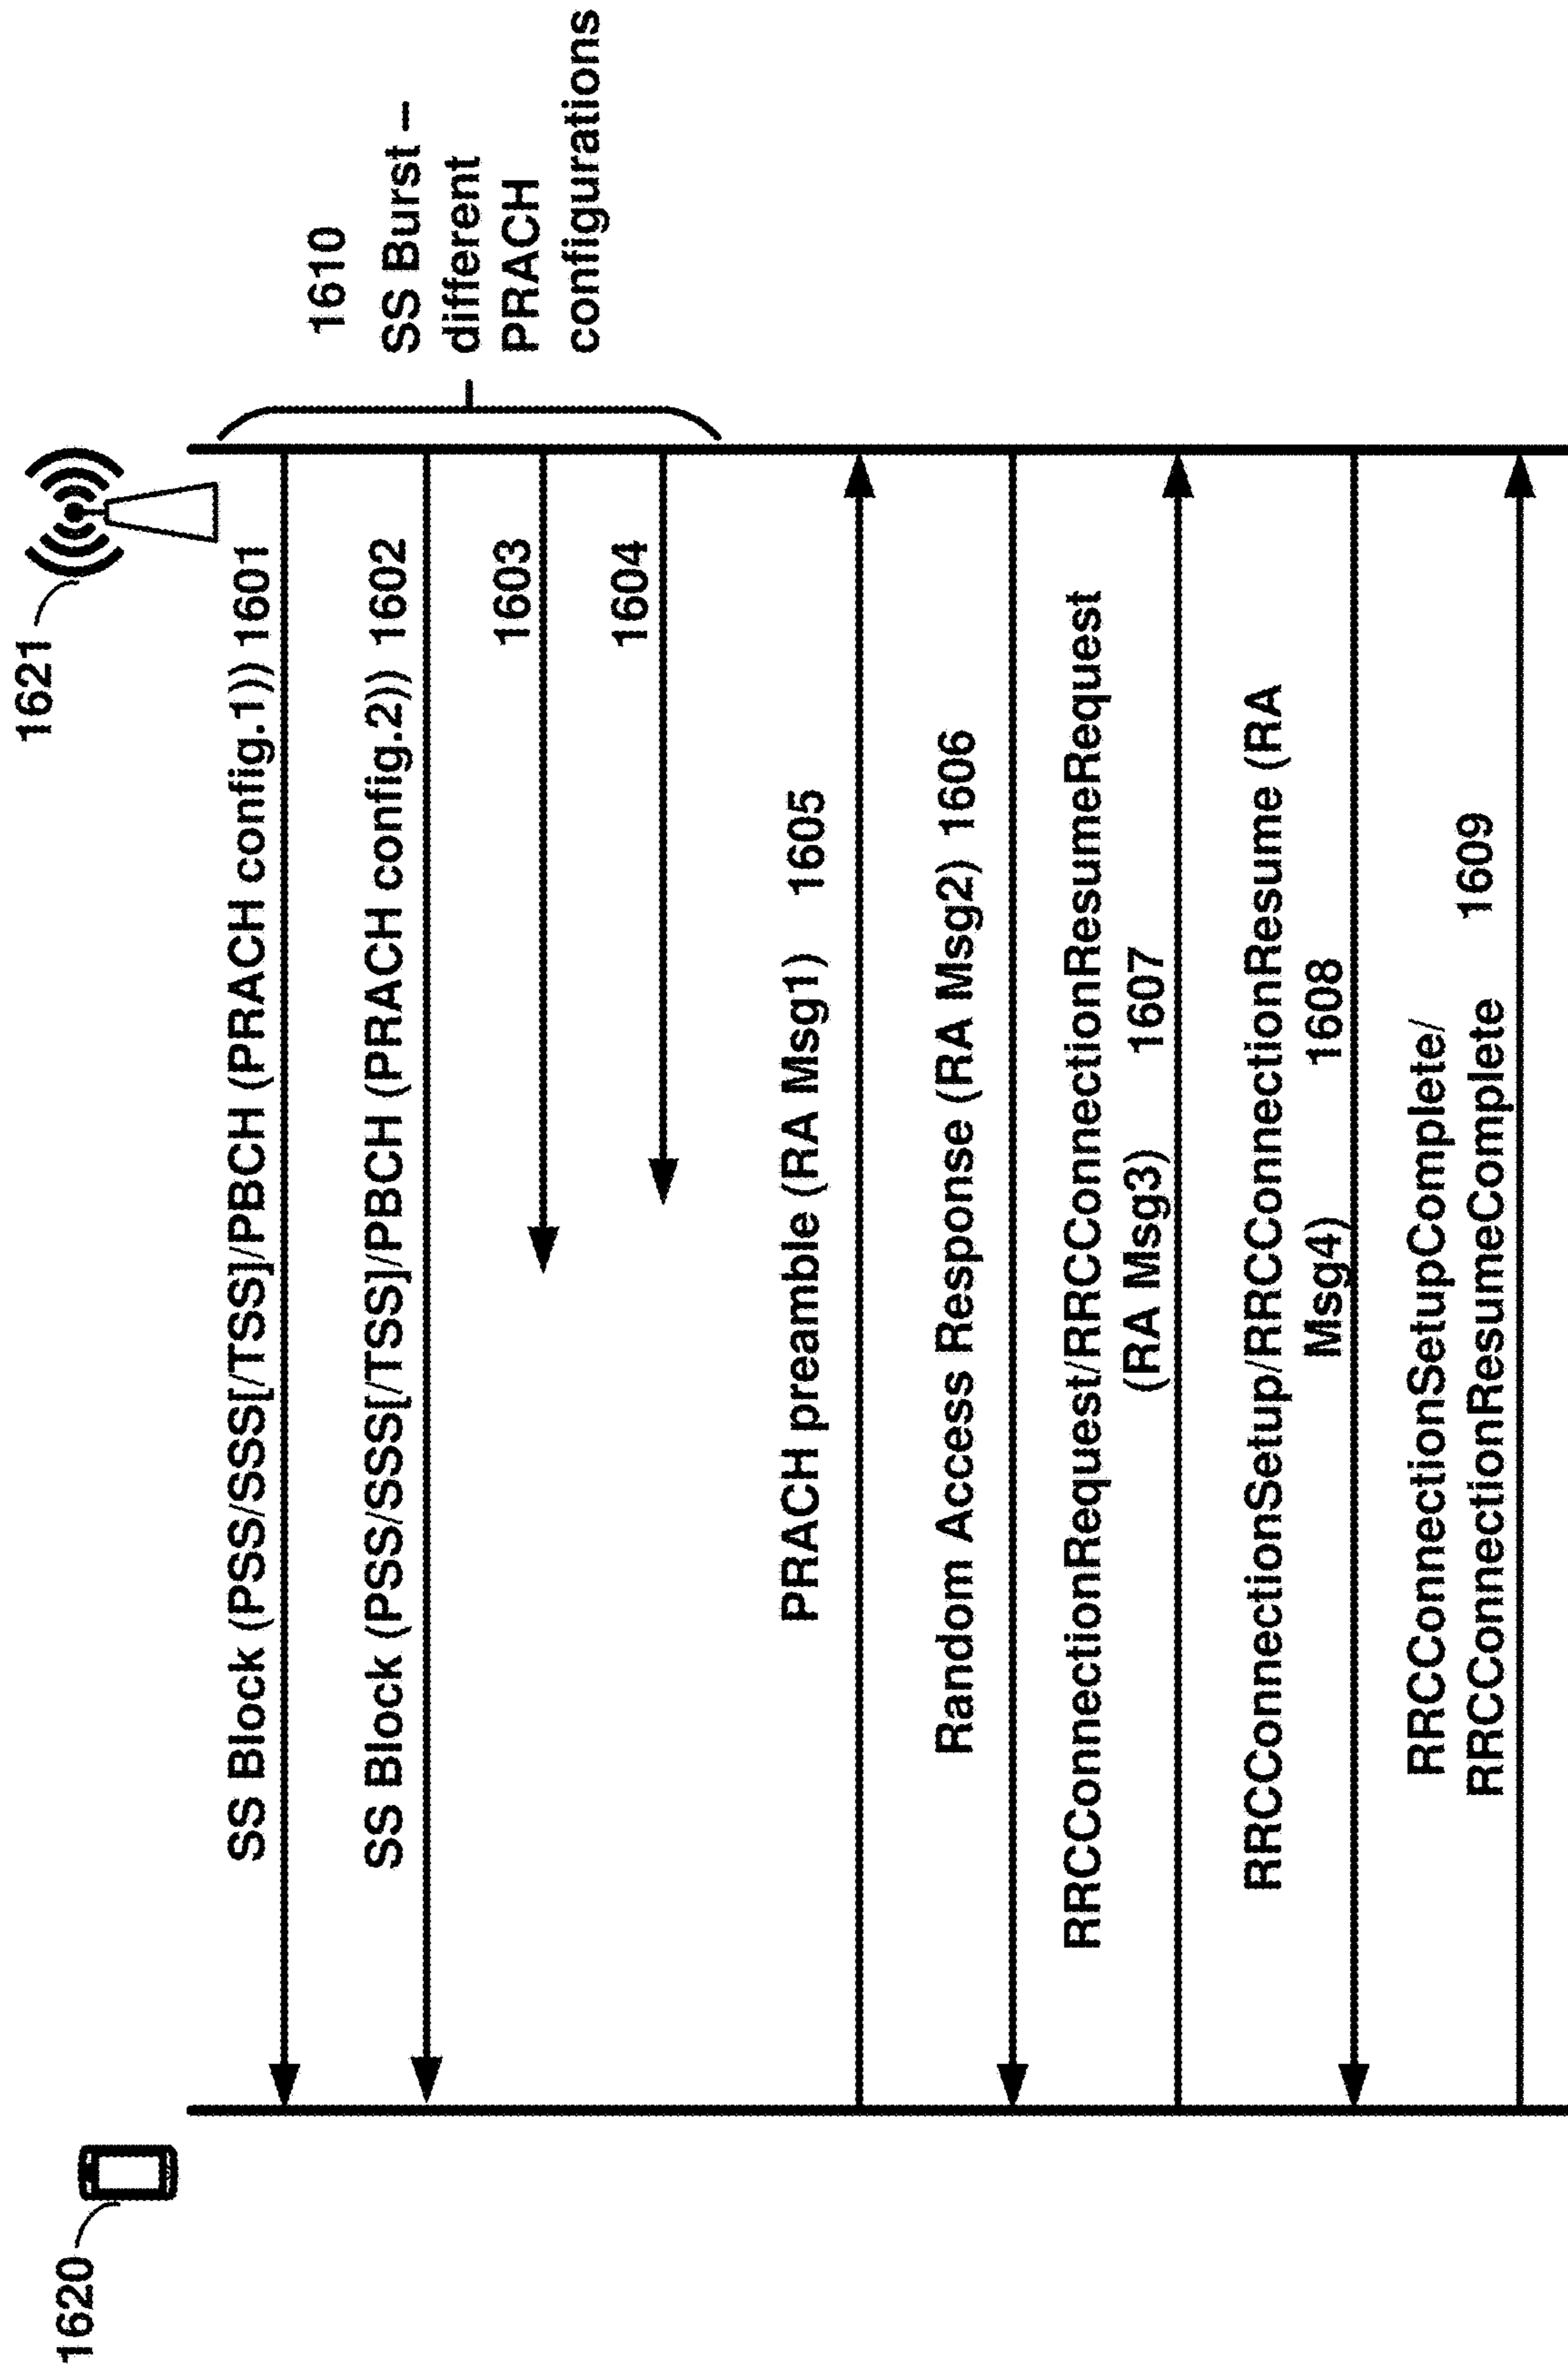 1620
1621
SS Block (PSS/SSS[/TSS]/PBCH (PRACH config.1)) 1601
SS Block (PSS/SSS[/TSS]/PBCH (PRACH config.2)) 1602
1603
1604
1610
SS Burst –
different
PRACH
configurations
PRACH preamble (RA Msg1) 1605
Random Access Response (RA Msg2) 1606
RRCConnectionRequest/RRCConnectionResumeRequest
(RA Msg3) 1607
RRCConnectionSetup/RRCConnectionResume (RA
Msg4) 1608
RRCConnectionSetupComplete/
RRCConnectionResumeComplete 1609